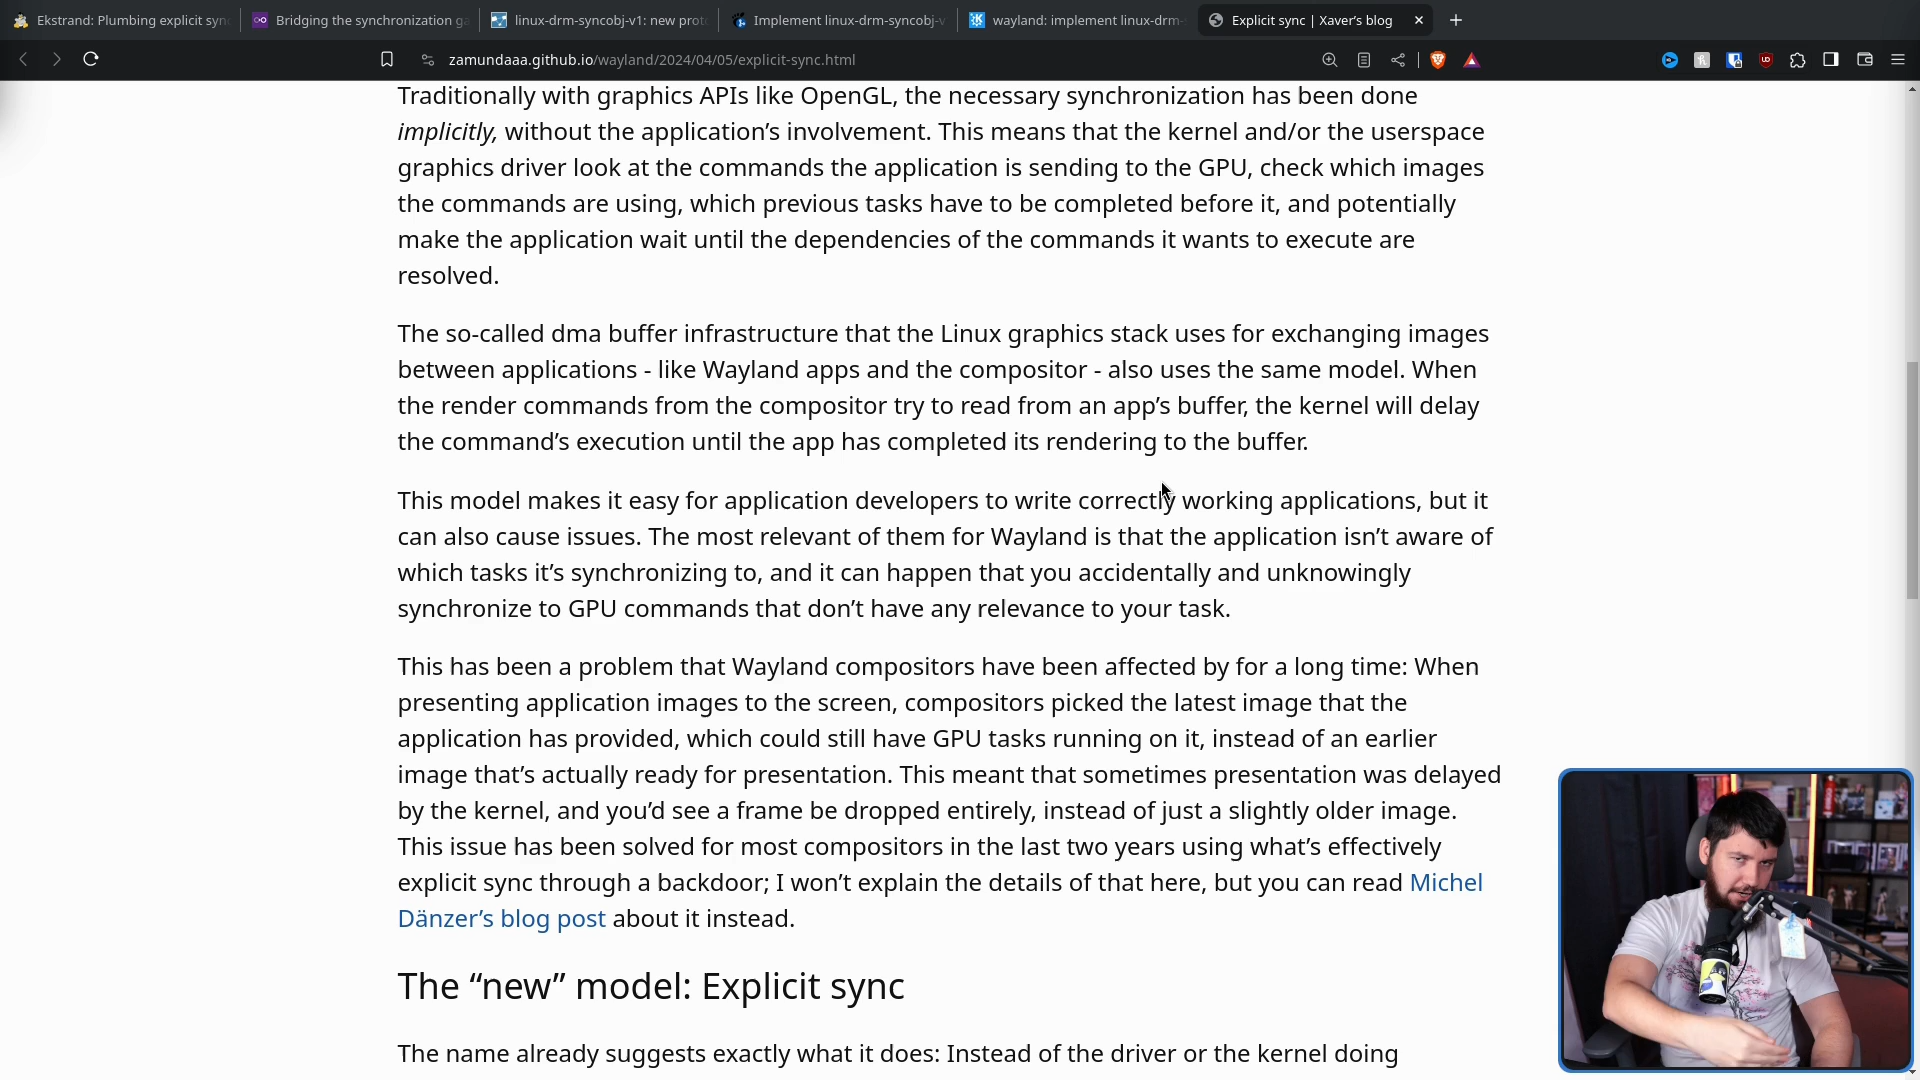 Ekstrand: Plumbing explicit syn
Bridging the synchronization ga
linux-drm-syncobj-v1: new proto
Implement linux-drm-syncobj-v
wayland: implement linux-drm-
Explicit sync | Xaver’s blog
zamundaaa.github.io/wayland/2024/04/05/explicit-sync.html
Traditionally with graphics APIs like OpenGL, the necessary synchronization has been done
implicitly, without the application’s involvement. This means that the kernel and/or the userspace
graphics driver look at the commands the application is sending to the GPU, check which images
the commands are using, which previous tasks have to be completed before it, and potentially
make the application wait until the dependencies of the commands it wants to execute are
resolved.
The so-called dma buffer infrastructure that the Linux graphics stack uses for exchanging images
between applications - like Wayland apps and the compositor - also uses the same model. When
the render commands from the compositor try to read from an app’s buffer, the kernel will delay
the command’s execution until the app has completed its rendering to the buffer.
This model makes it easy for application developers to write correctly working applications, but it
can also cause issues. The most relevant of them for Wayland is that the application isn’t aware of
which tasks it’s synchronizing to, and it can happen that you accidentally and unknowingly
synchronize to GPU commands that don’t have any relevance to your task.
This has been a problem that Wayland compositors have been affected by for a long time: When
presenting application images to the screen, compositors picked the latest image that the
application has provided, which could still have GPU tasks running on it, instead of an earlier
image that’s actually ready for presentation. This meant that sometimes presentation was delayed
by the kernel, and you’d see a frame be dropped entirely, instead of just a slightly older image.
This issue has been solved for most compositors in the last two years using what’s effectively
explicit sync through a backdoor; I won’t explain the details of that here, but you can read Michel
Dänzer’s blog post about it instead.
The “new” model: Explicit sync
The name already suggests exactly what it does: Instead of the driver or the kernel doing